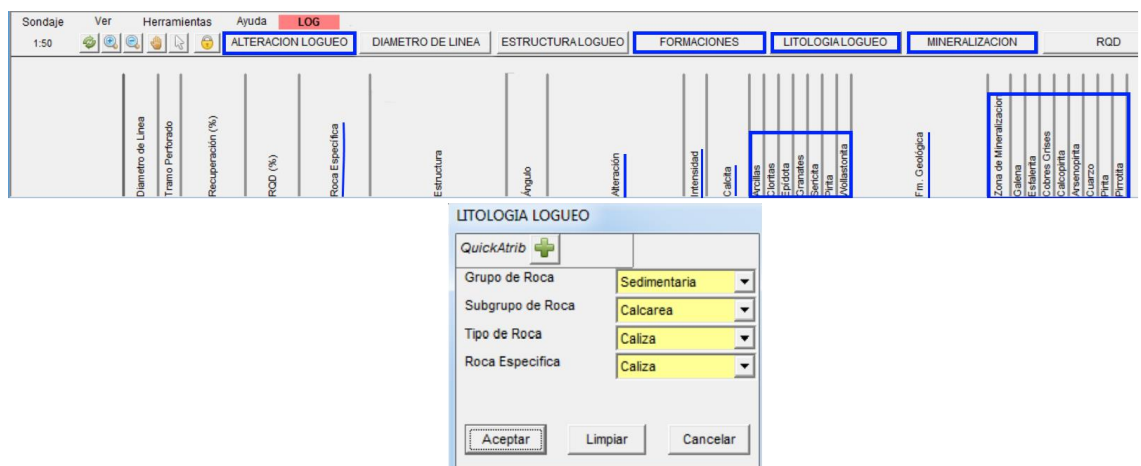 Sondaje Ver Herramientas Ayuda LOG
1:50 ALTERACION LOGUEO DIAMETRO DE LINEA ESTRUCTURA LOGUEO FORMACIONES LITOLOGIA LOGUEO MINERALIZACION RQD
Diametro de Linea
Tramo Perforado
Recuperación (%)
RQD (%)
Roca Específica
Estructura
Ángulo
Alteración
Intensidad
Calcita
Arcillas
Cloritas
Epidota
Granates
Sericita
Pirita
Wollastonita
Fm. Geológica
Zona de Mineralizacion
Galena
Esfalerita
Cobres Grises
Calcopirita
Arsenopirita
Cuarzo
Pirita
Pirrotita
LITOLOGIA LOGUEO
QuickAtrib
Grupo de Roca Sedimentaria
Subgrupo de Roca Calcarea
Tipo de Roca Caliza
Roca Especifica Caliza
Aceptar Limpiar Cancelar